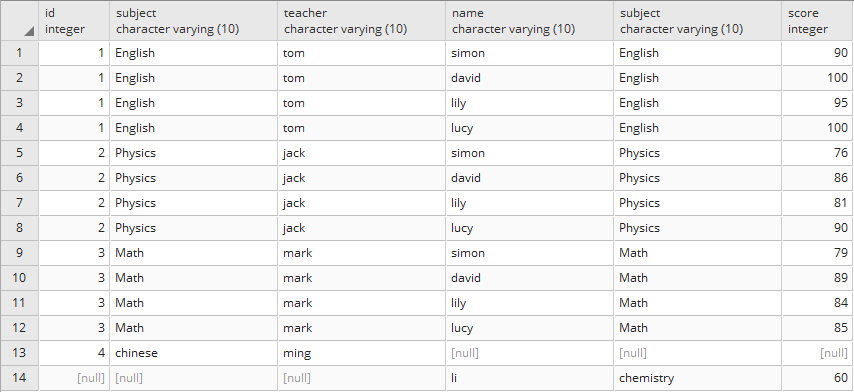 id subject teacher name subject score
integer character varying (10) character varying (10) character varying (10) character varying (10) integer
1 1 English tom simon English 90
2 1 English tom david English 100
3 1 English tom lily English 95
4 1 English tom lucy English 100
5 2 Physics jack simon Physics 76
6 2 Physics jack david Physics 86
7 2 Physics jack lily Physics 81
8 2 Physics jack lucy Physics 90
9 3 Math mark simon Math 79
10 3 Math mark david Math 89
11 3 Math mark lily Math 84
12 3 Math mark lucy Math 85
13 4 chinese ming [null] [null] [null]
14 [null] [null] [null] li chemistry 60